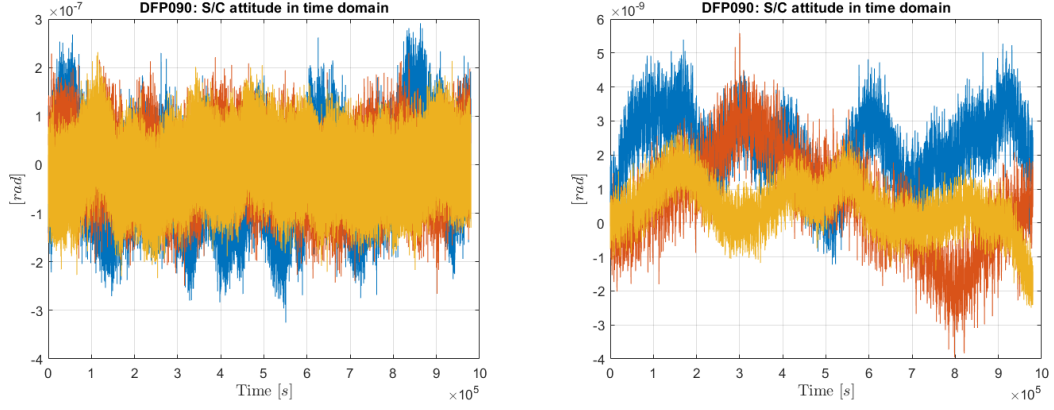 DFP090: S/C attitude in time domain
×10⁻⁷
3
2
1
0
-1
-2
-3
-4
[rad]
0 1 2 3 4 5 6 7 8 9 10
Time [s]
×10⁵
DFP090: S/C attitude in time domain
×10⁻⁹
6
5
4
3
2
1
0
-1
-2
-3
-4
[rad]
0 1 2 3 4 5 6 7 8 9 10
Time [s]
×10⁵